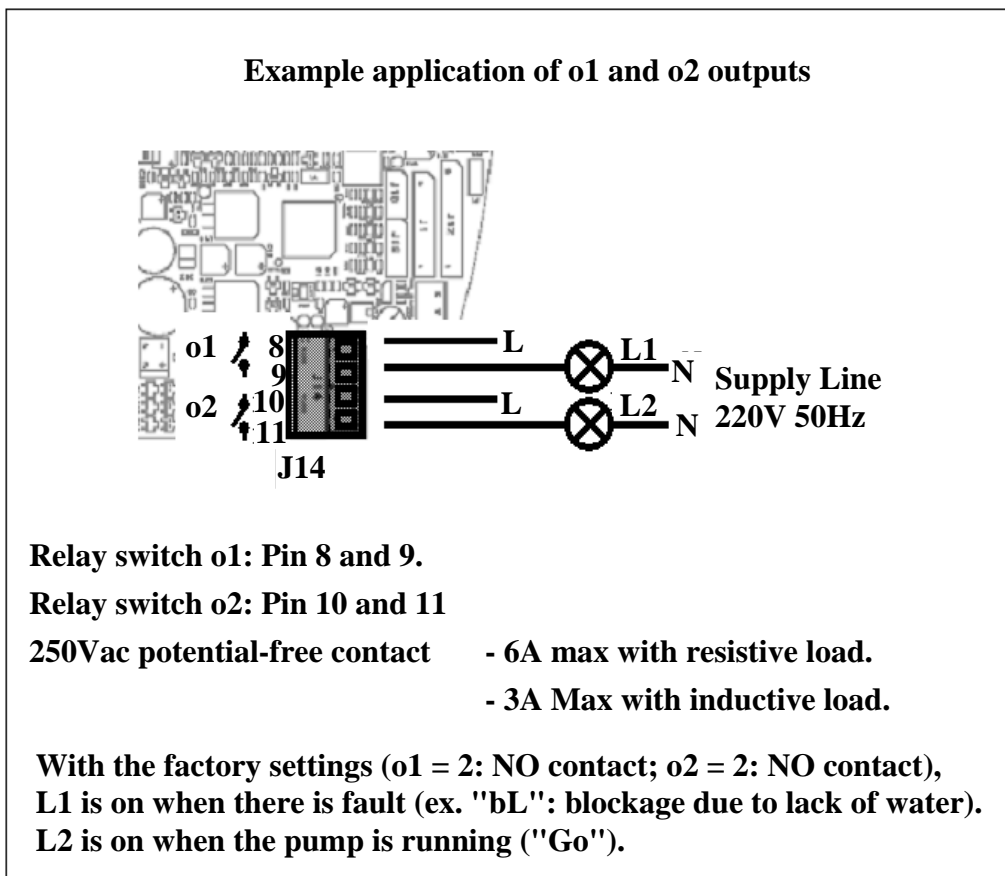 Example application of o1 and o2 outputs
o1 8 L L1
9 N Supply Line
o2 10 L L2 220V 50Hz
11 N
J14
Relay switch o1: Pin 8 and 9.
Relay switch o2: Pin 10 and 11
250Vac potential-free contact - 6A max with resistive load.
- 3A Max with inductive load.
With the factory settings (o1 = 2: NO contact; o2 = 2: NO contact),
L1 is on when there is fault (ex. "bL": blockage due to lack of water).
L2 is on when the pump is running ("Go").